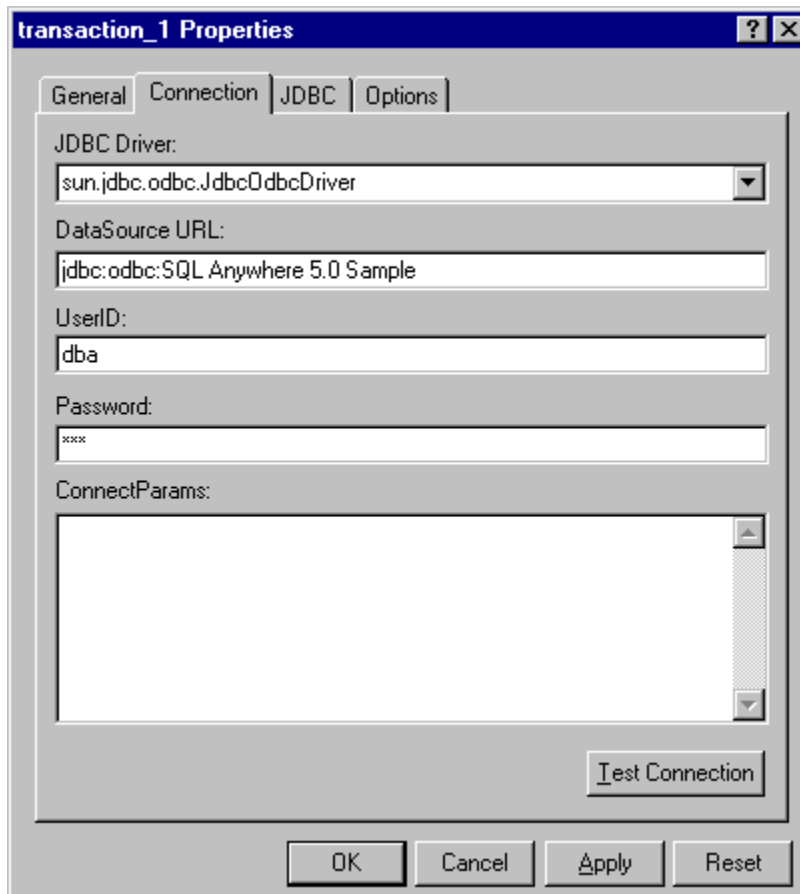 transaction_1 Properties
General Connection JDBC Options
JDBC Driver:
sun.jdbc.odbc.JdbcOdbcDriver
DataSource URL:
jdbc:odbc:SQL Anywhere 5.0 Sample
UserID:
dba
Password:
***
ConnectParams:
Test Connection
OK Cancel Apply Reset